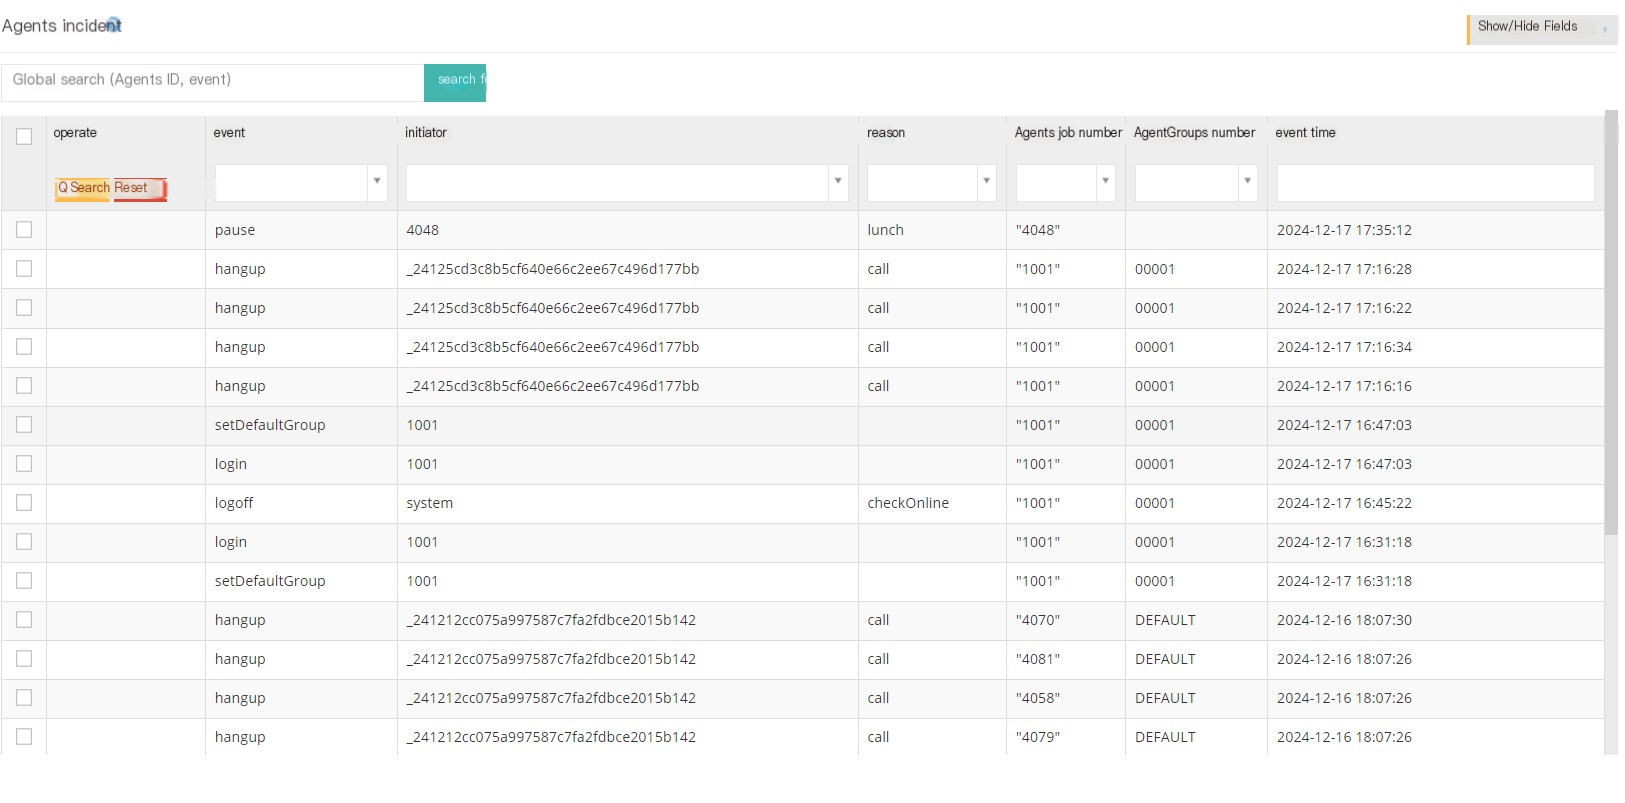 Agents incident
Show/Hide Fields
Global search (Agents ID, event) search
operate event initiator reason Agents job number AgentGroups number event time
Search Reset
pause 4048 lunch "4048" 2024-12-17 17:35:12
hangup _24125cd3c8b5cf640e66c2ee67c496d177bb call "1001" 00001 2024-12-17 17:16:28
hangup _24125cd3c8b5cf640e66c2ee67c496d177bb call "1001" 00001 2024-12-17 17:16:22
hangup _24125cd3c8b5cf640e66c2ee67c496d177bb call "1001" 00001 2024-12-17 17:16:34
hangup _24125cd3c8b5cf640e66c2ee67c496d177bb call "1001" 00001 2024-12-17 17:16:16
setDefaultGroup 1001 "1001" 00001 2024-12-17 16:47:03
login 1001 "1001" 00001 2024-12-17 16:47:03
logoff system checkOnline "1001" 00001 2024-12-17 16:45:22
login 1001 "1001" 00001 2024-12-17 16:31:18
setDefaultGroup 1001 "1001" 00001 2024-12-17 16:31:18
hangup _241212cc075a997587c7fa2fdbce2015b142 call "4070" DEFAULT 2024-12-16 18:07:30
hangup _241212cc075a997587c7fa2fdbce2015b142 call "4081" DEFAULT 2024-12-16 18:07:26
hangup _241212cc075a997587c7fa2fdbce2015b142 call "4058" DEFAULT 2024-12-16 18:07:26
hangup _241212cc075a997587c7fa2fdbce2015b142 call "4079" DEFAULT 2024-12-16 18:07:26